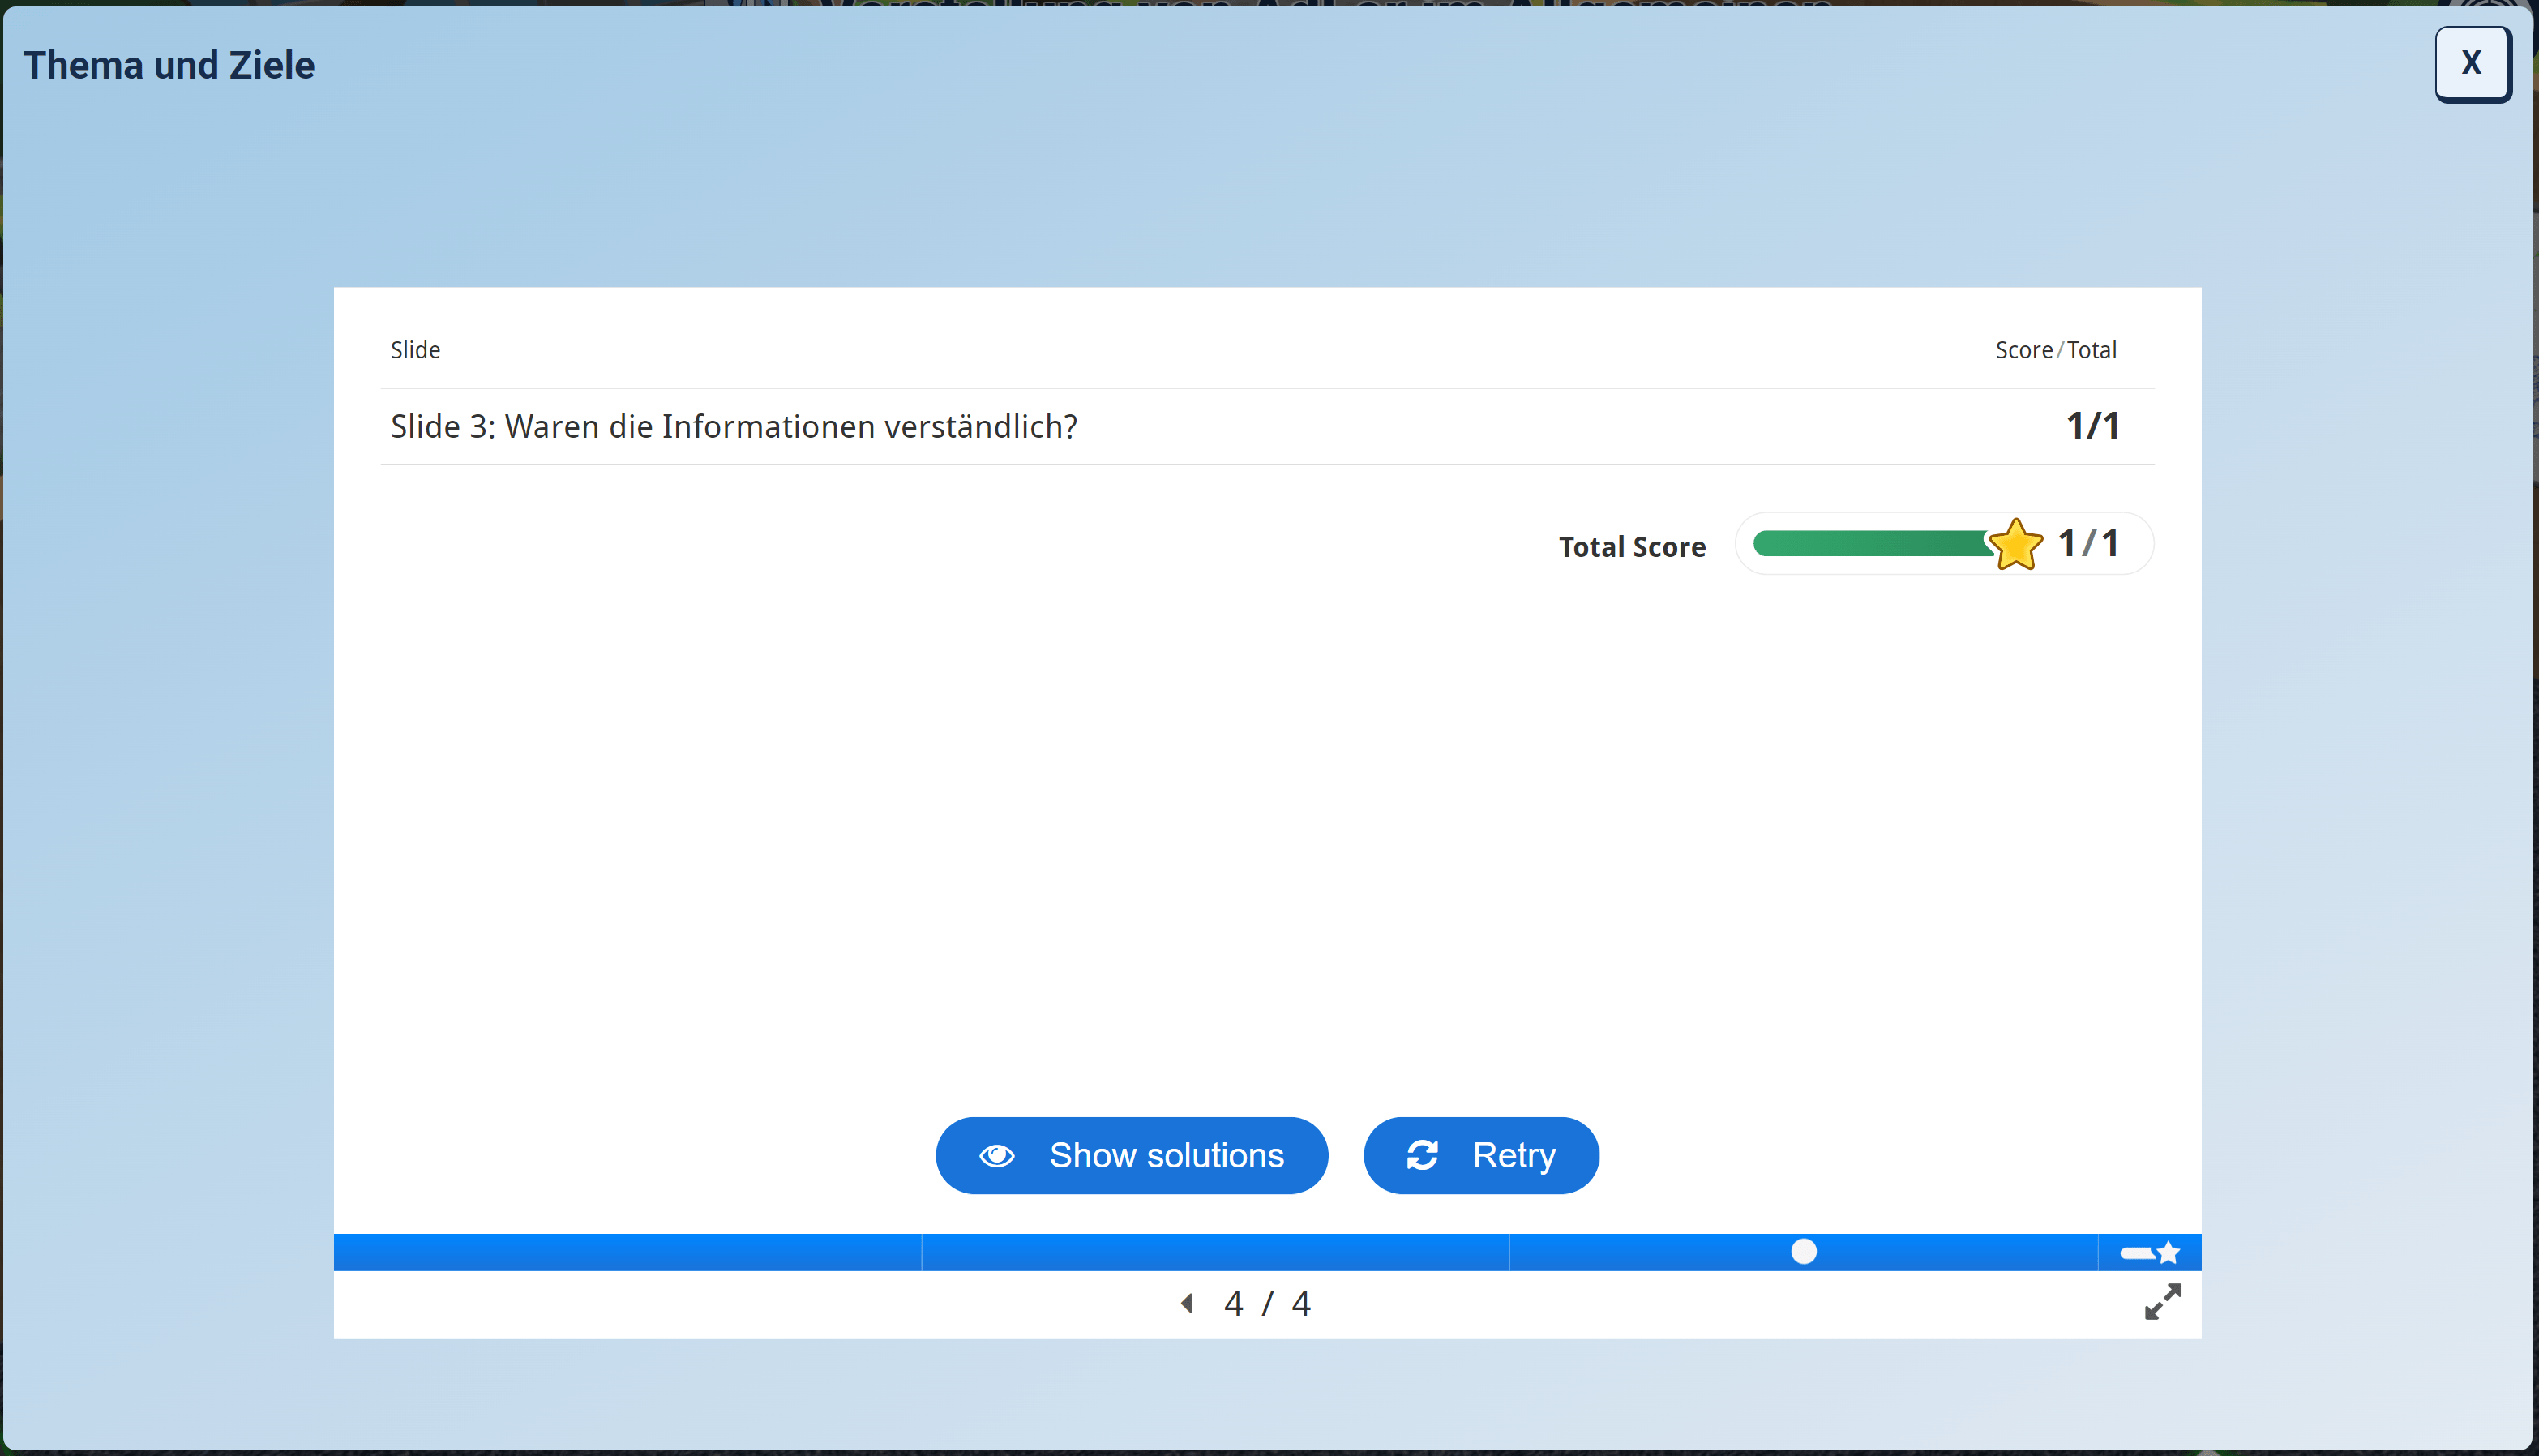 Thema und Ziele
X
Slide
Score/Total
Slide 3: Waren die Informationen verständlich?
1/1
Total Score
1/1
Show solutions
Retry
4 / 4